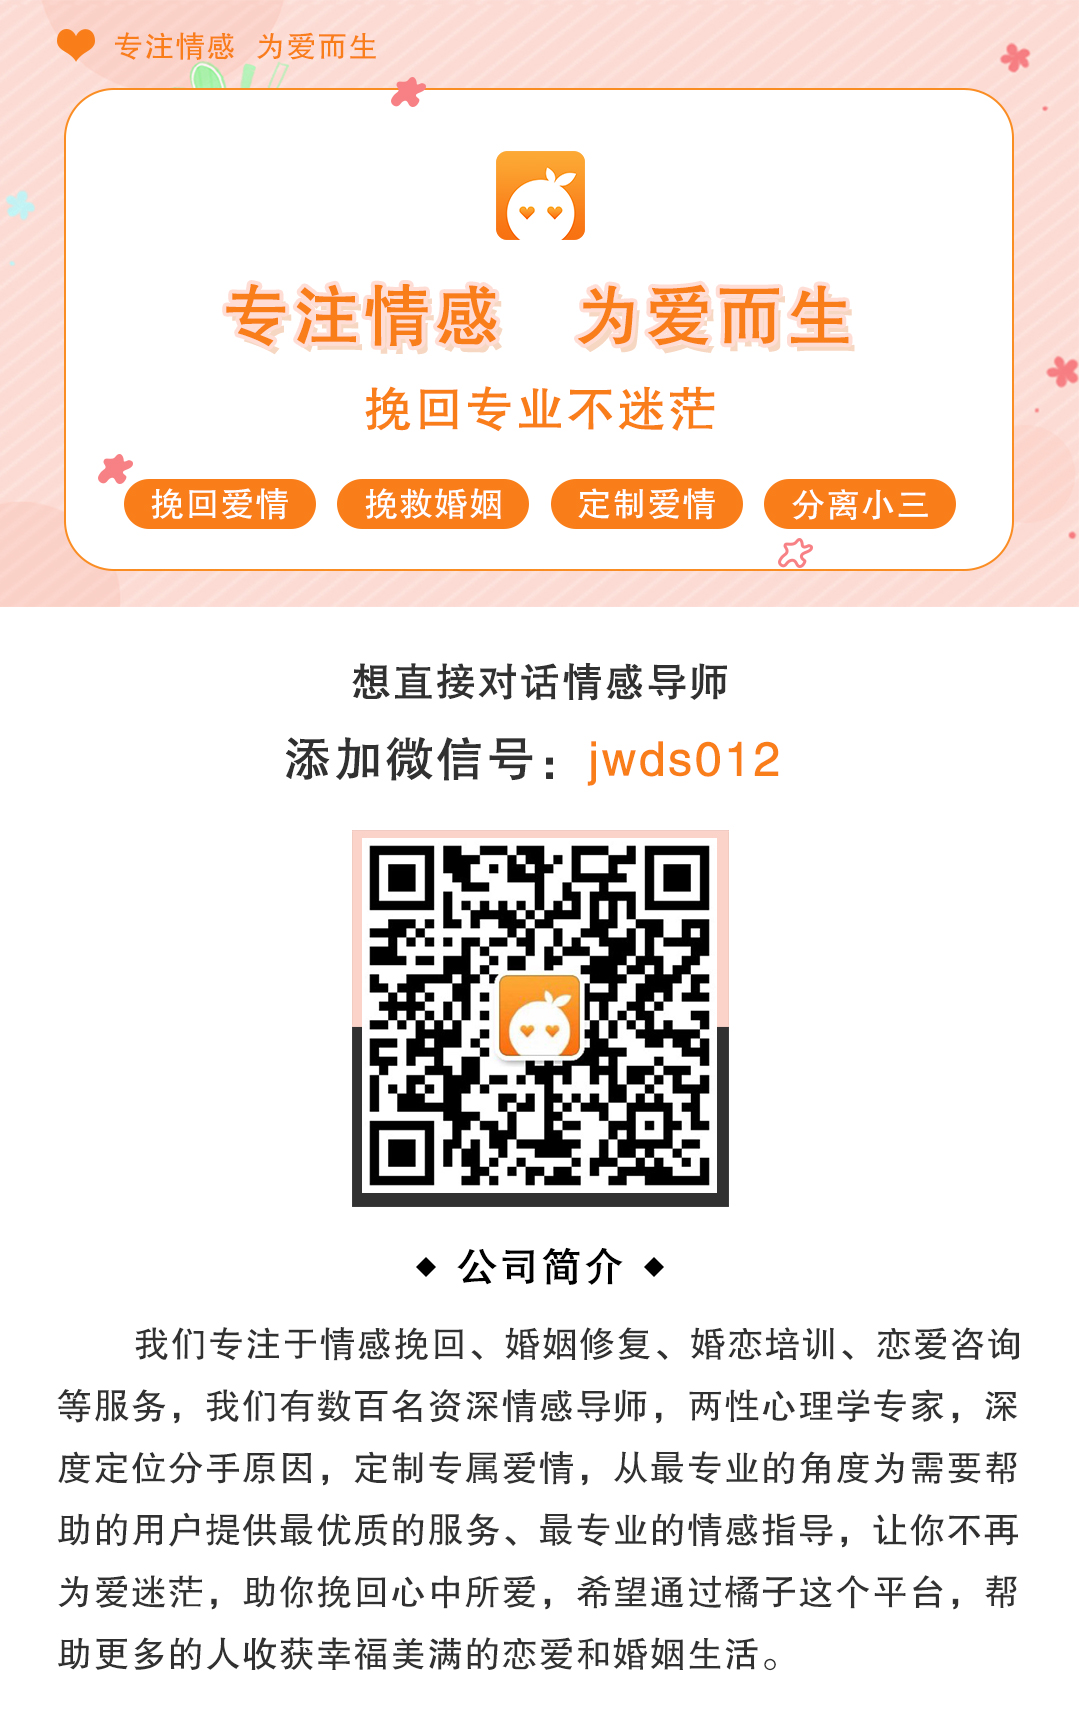 专注情感 为爱而生
专注情感 为爱而生
挽回专业不迷茫
挽回爱情 挽救婚姻 定制爱情 分离小三
想直接对话情感导师
添加微信号：jwds012
公司简介
我们专注于情感挽回、婚姻修复、婚恋培训、恋爱咨询
等服务，我们有数百名资深情感导师，两性心理学专家，深
度定位分手原因，定制专属爱情，从最专业的角度为需要帮
助的用户提供最优质的服务、最专业的情感指导，让你不再
为爱迷茫，助你挽回心中所爱，希望通过橘子这个平台，帮
助更多的人收获幸福美满的恋爱和婚姻生活。